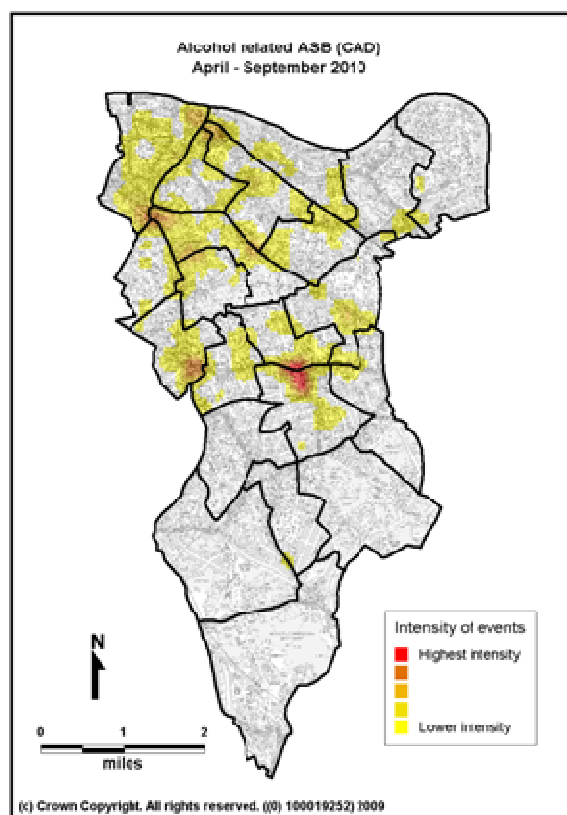 Alcohol related ASB (CAD)
April - September 2010
N
0 1 2
miles
Intensity of events
Highest intensity
Lower intensity
(c) Crown Copyright. All rights reserved. ((0) 100019252) 2009